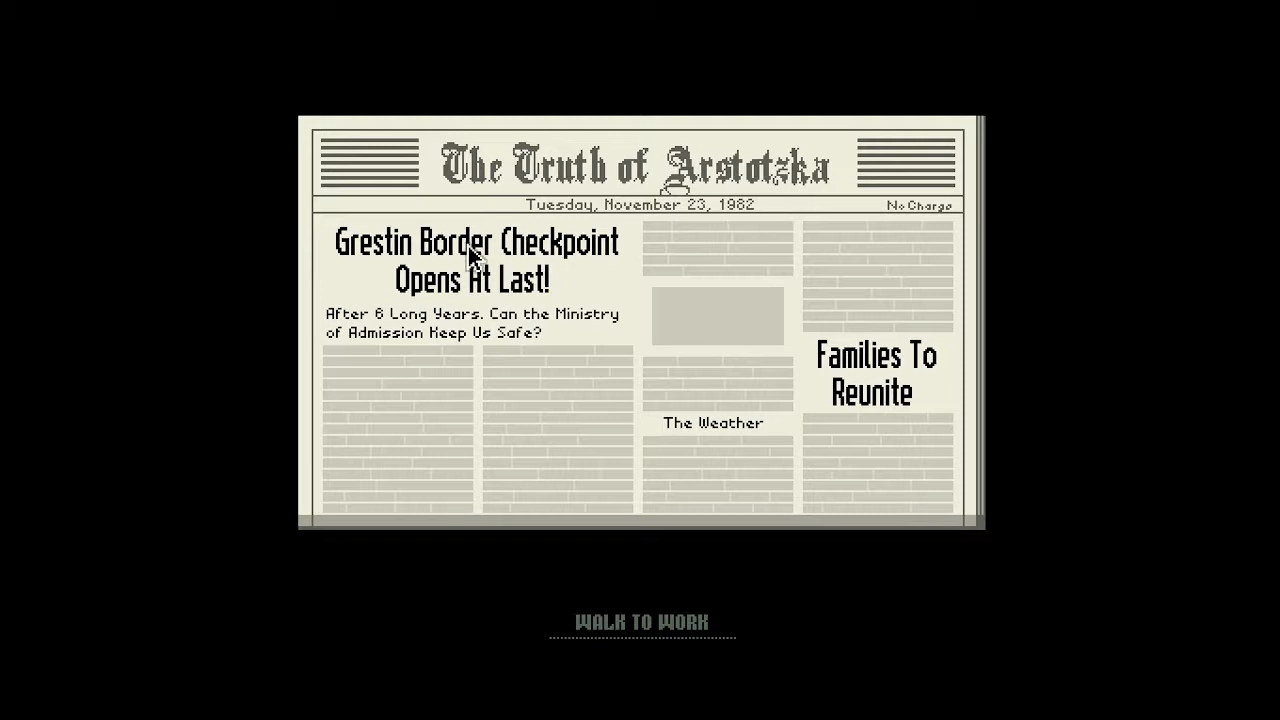 The Truth of Arstotzka
Tuesday, November 23, 1982
No Charge
Grestin Border Checkpoint
Opens At Last!
After 6 Long Years. Can the Ministry
of Admission Keep Us Safe?
The Weather
Families To
Reunite
WALK TO WORK